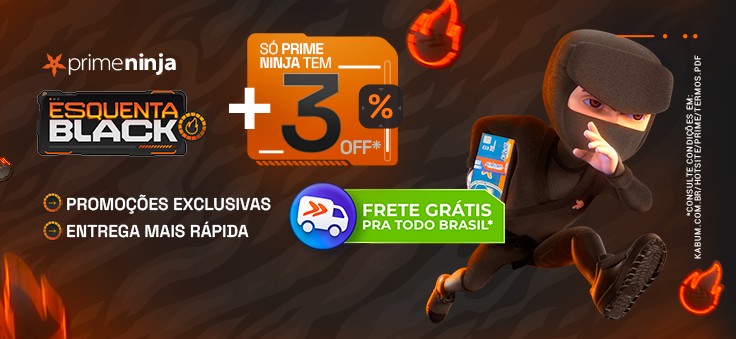 primeninja
ESQUENTA
BLACK
+
SÓ PRIME
NINJA TEM
3
%
OFF*
PROMOÇÕES EXCLUSIVAS
ENTREGA MAIS RÁPIDA
FRETE GRÁTIS
PRA TODO BRASIL*
*CONSULTE CONDIÇÕES EM:
KABUM.COM.BR/HOTSITE/PRIME/TERMOS.PDF